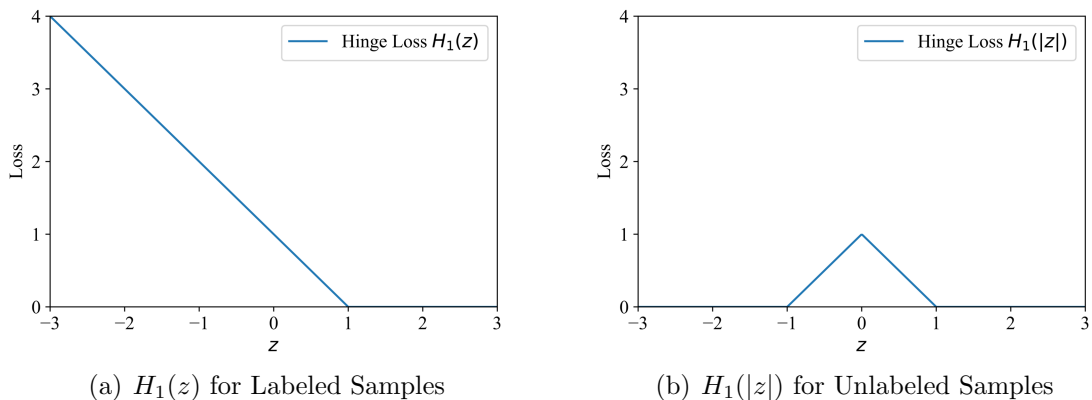 4
3
2
1
0
Loss
−3 −2 −1 0 1 2 3
z
Hinge Loss H₁(z)
(a) H₁(z) for Labeled Samples
4
3
2
1
0
Loss
−3 −2 −1 0 1 2 3
z
Hinge Loss H₁(|z|)
(b) H₁(|z|) for Unlabeled Samples